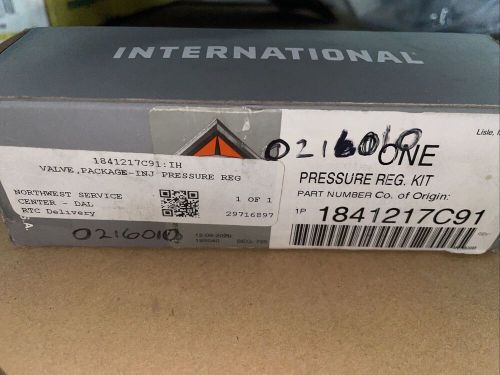 INTERNATIONAL®
0216010
ONE
Lisle,
PRESSURE REG. KIT
PART NUMBER Co. of Origin:
1P 1841217C91
1841217C91:IH
VALVE,PACKAGE-INJ PRESSURE REG
NORTHWEST SERVICE
CENTER - DAL
RTC Delivery
1 OF 1
29716897
0216010